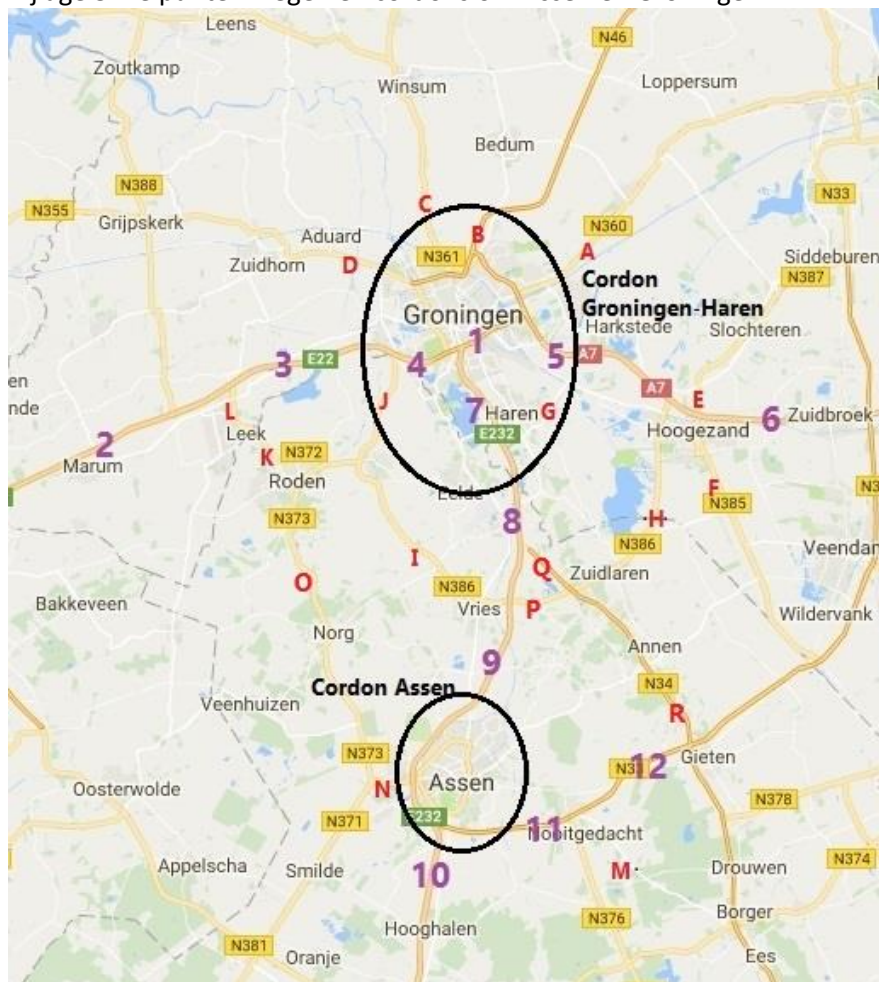 Leens
N46
Zoutkamp
Loppersum
Winsum
Bedum
N388
N33
C
N355
N360
Grijpskerk
B
Aduard
A
N361
Siddeburen
D
Zuidhorn
N387
Cordon
Groningen-Haren
Groningen
Harkstede
Slochteren
1
3
E22
4
5
A7
en
A7
J
E
nde
L
7
Haren
G
6
Zuidbroek
Leek
E232
Hoogezand
2
Marum
K
N372
Roden
F
N385
N373
8
H
N386
Veendam
I
Q
Zuidlaren
O
N386
Bakkeveen
Vries
P
Wildervank
Norg
Annen
9
N34
Cordon Assen
Veenhuizen
R
N373
12
Gieten
Assen
Oosterwolde
N
N378
E232
N371
11
Nooitgedacht
Appelscha
Smilde
10
M
Drouwen
N374
Borger
N376
Hooghalen
N381
Oranje
Ees